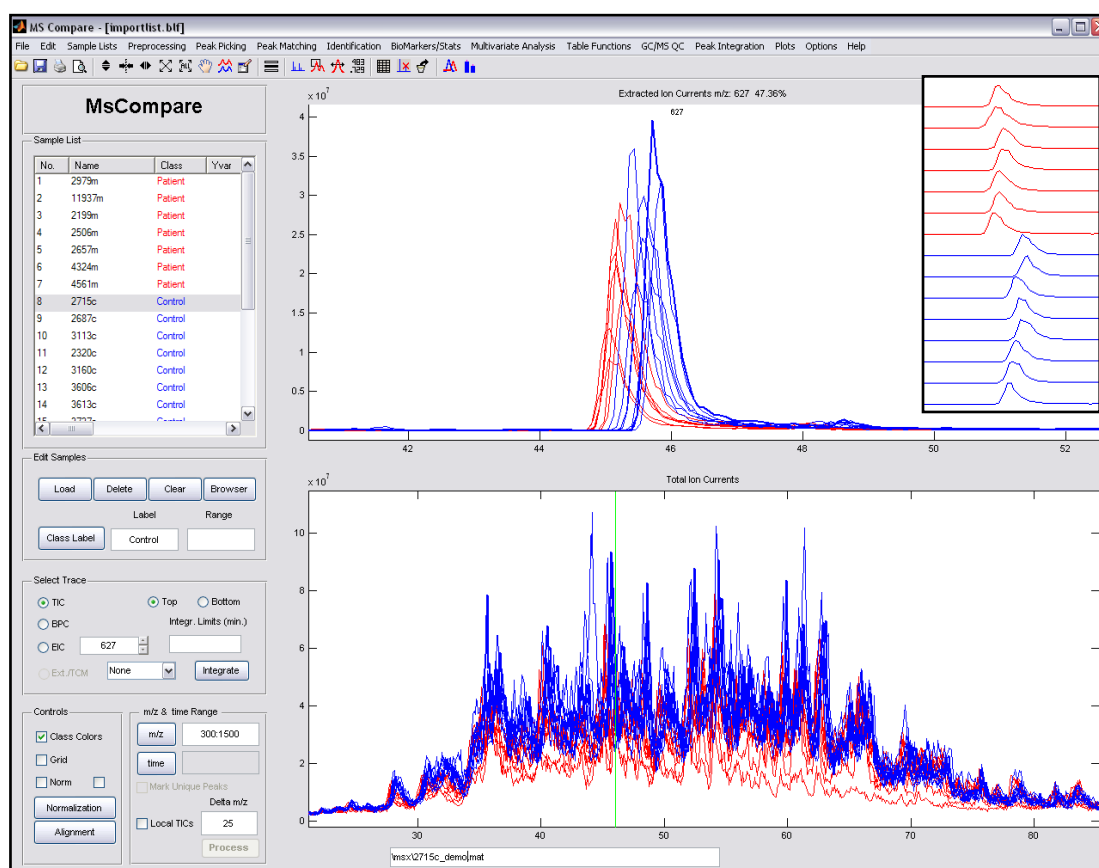 MS Compare - [importlist.blf]
File Edit Sample Lists Preprocessing Peak Picking Peak Matching Identification BioMarkers/Stats Multivariate Analysis Table Functions GC/MS QC Peak Integration Plots Options Help
MsCompare
Sample List
No. Name Class Yvar
1 2979m Patient
2 11937m Patient
3 2199m Patient
4 2506m Patient
5 2657m Patient
6 4324m Patient
7 4561m Patient
8 2715c Control
9 2687c Control
10 3113c Control
11 2320c Control
12 3160c Control
13 3606c Control
14 3613c Control
Edit Samples
Load Delete Clear Browser
Label Range
Class Label Control
Select Trace
TIC Top Bottom
BPC Integr. Limits (min.)
EIC 627
Ext./TCM None Integrate
Controls
Class Colors
Grid
Norm
Normalization
Alignment
m/z & time Range
m/z 300:1500
time
Mark Unique Peaks
Delta m/z
Local TICs 25
Process
x 10^7
Extracted Ion Currents m/z: 627 47.36%
627
4
3.5
3
2.5
2
1.5
1
0.5
0
42 44 46 48 50 52
x 10^7
Total Ion Currents
10
8
6
4
2
0
30 40 50 60 70 80
\msx\2715c_demo.mat